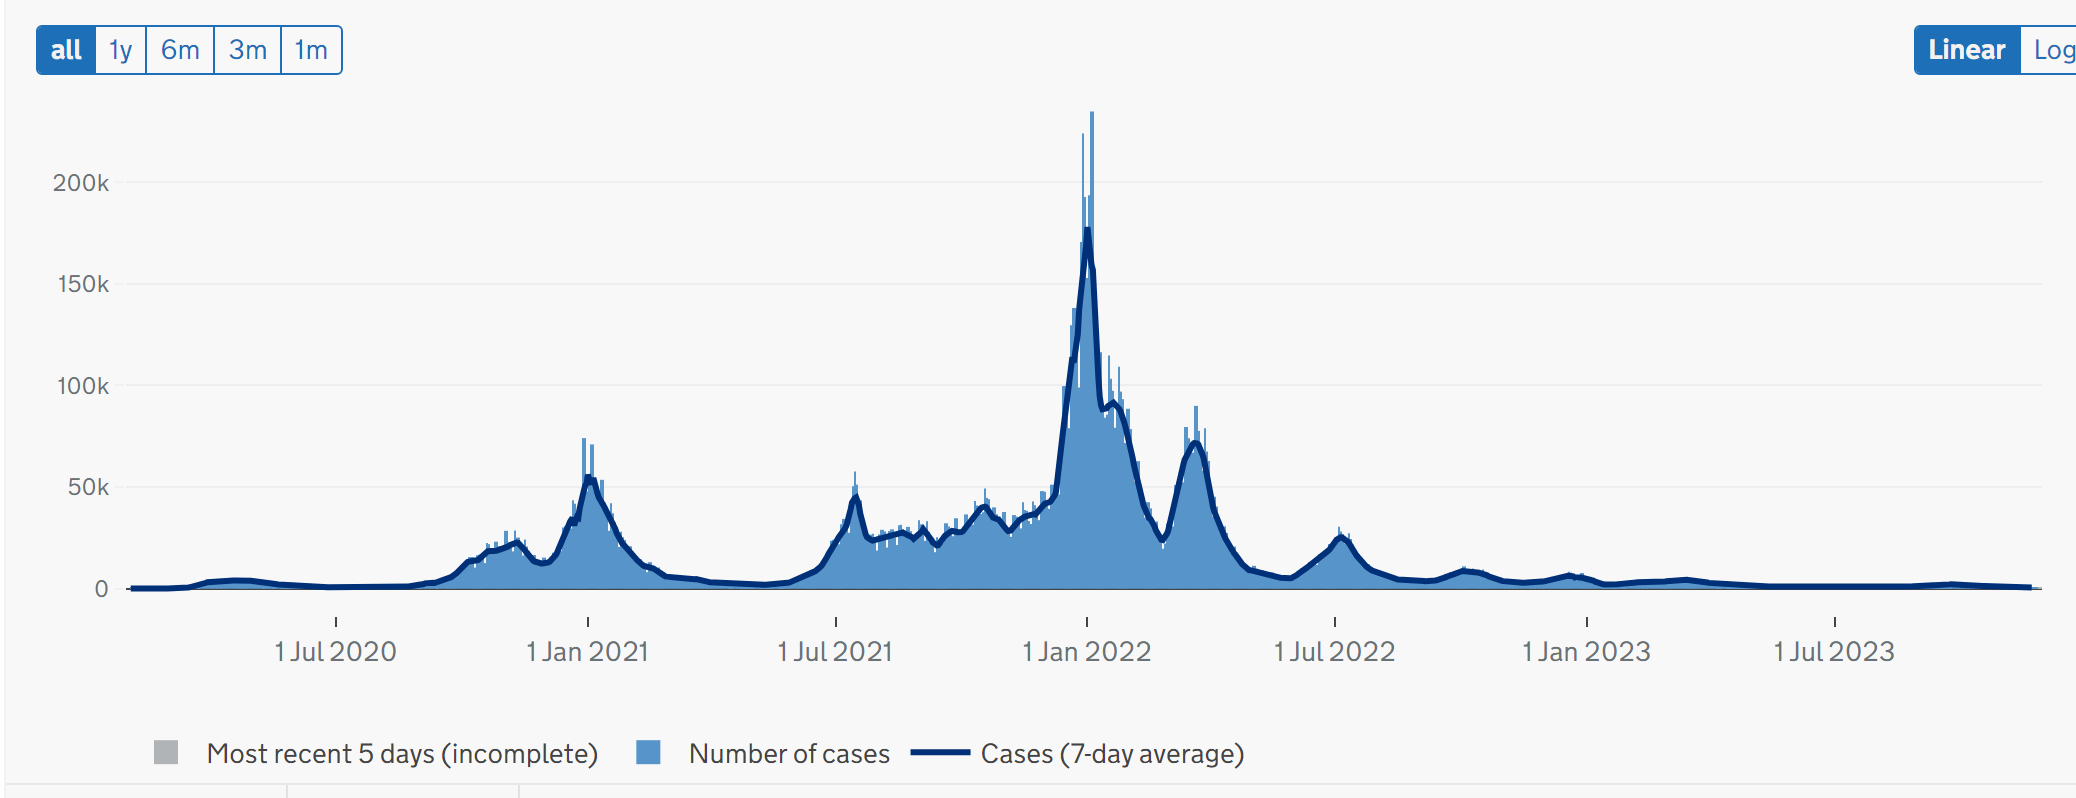 all 1y 6m 3m 1m Linear Log
200k
150k
100k
50k
0
1 Jul 2020 1 Jan 2021 1 Jul 2021 1 Jan 2022 1 Jul 2022 1 Jan 2023 1 Jul 2023
Most recent 5 days (incomplete) Number of cases Cases (7-day average)